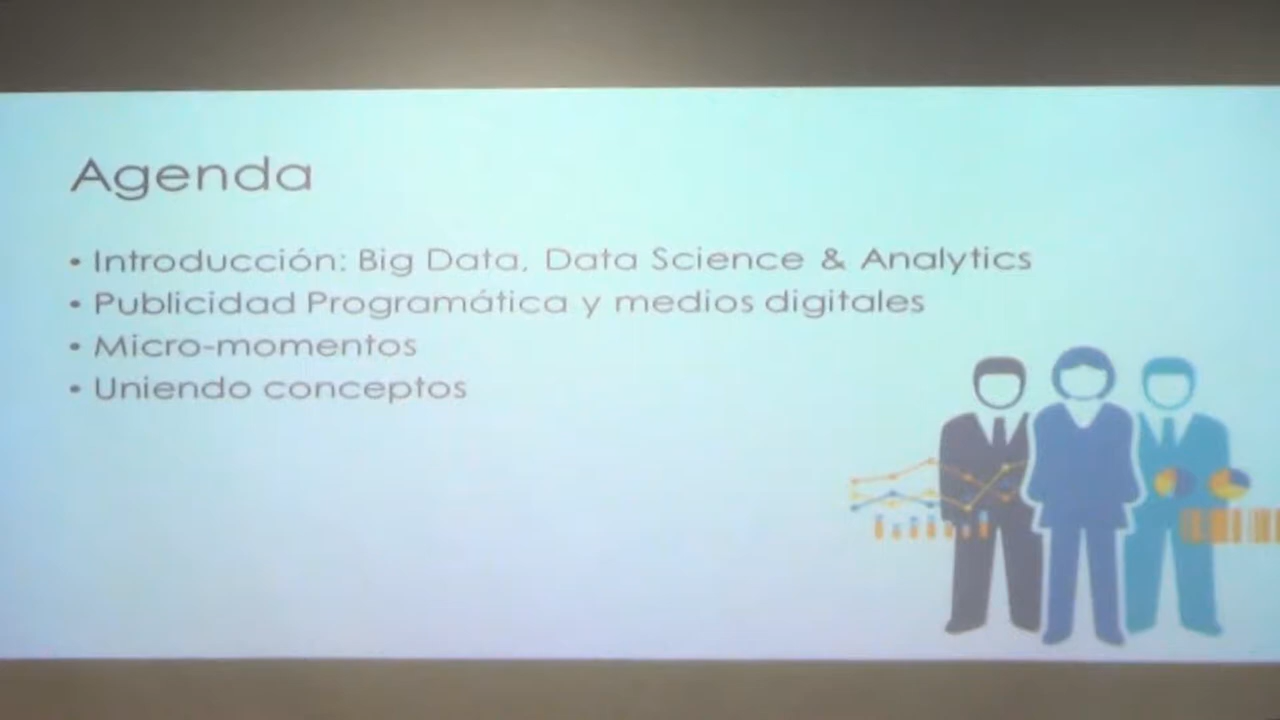 Agenda
• Introducción: Big Data, Data Science & Analytics
• Publicidad Programática y medios digitales
• Micro-momentos
• Uniendo conceptos